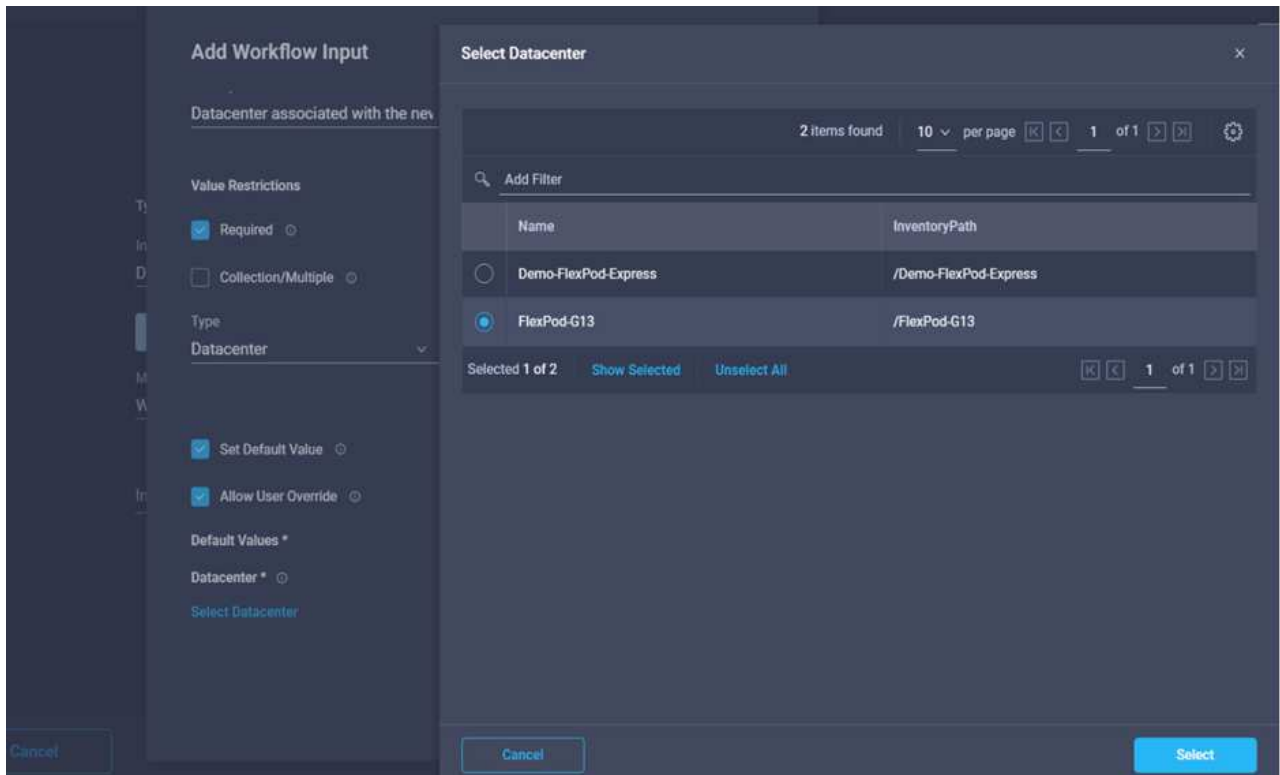 Add Workflow Input
Datacenter associated with the
Value Restrictions
Required
Collection/Multiple
Type
Datacenter
Set Default Value
Allow User Override
Default Values *
Datacenter *
Select Datacenter
Cancel
Select Datacenter
2 items found 10 per page 1 of 1
Add Filter
Name InventoryPath
Demo-FlexPod-Express /Demo-FlexPod-Express
FlexPod-G13 /FlexPod-G13
Selected 1 of 2 Show Selected Unselect All 1 of 1
Cancel Select